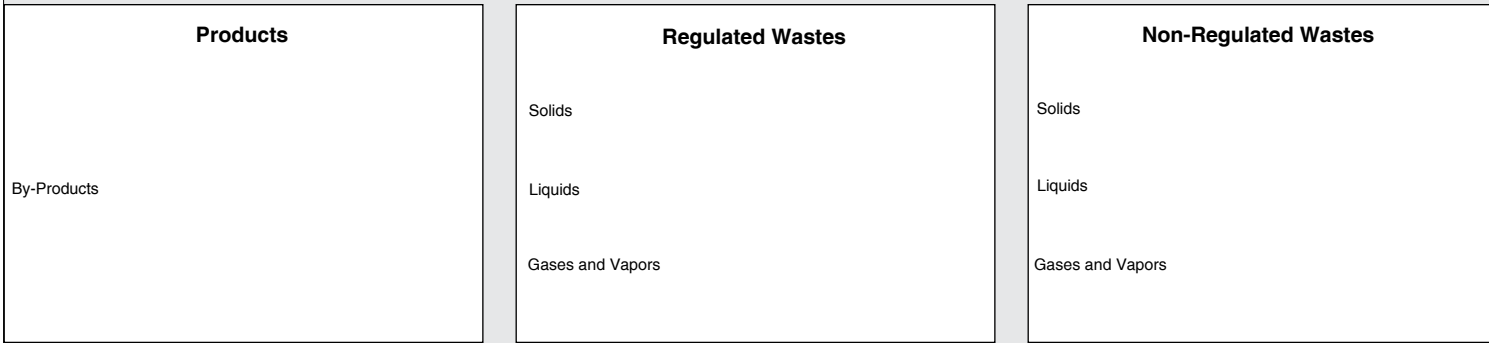 Products
By-Products
Regulated Wastes
Solids
Liquids
Gases and Vapors
Non-Regulated Wastes
Solids
Liquids
Gases and Vapors